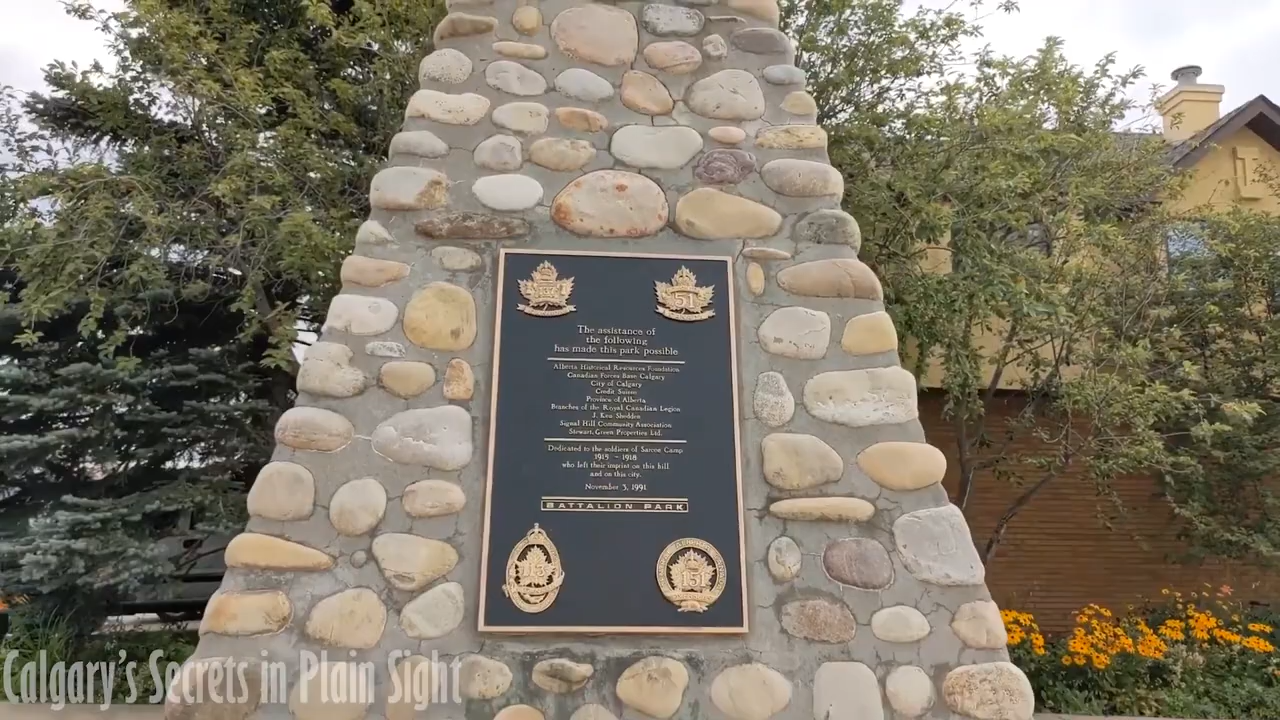 137
51
The assistance of
the following
has made this park possible
Alberta Historical Resources Foundation
Canadian Forces Base Calgary
City of Calgary
Credit Suisse
Province of Alberta
Branches of the Royal Canadian Legion
J. Ken Shedden
Signal Hill Community Association
Stewart, Green Properties Ltd.
Dedicated to the soldiers of Sarcee Camp
1915 - 1918
who left their imprint on this hill
and on this city.
November 3, 1991
BATTALION PARK
113
151
Calgary's Secrets in Plain Sight